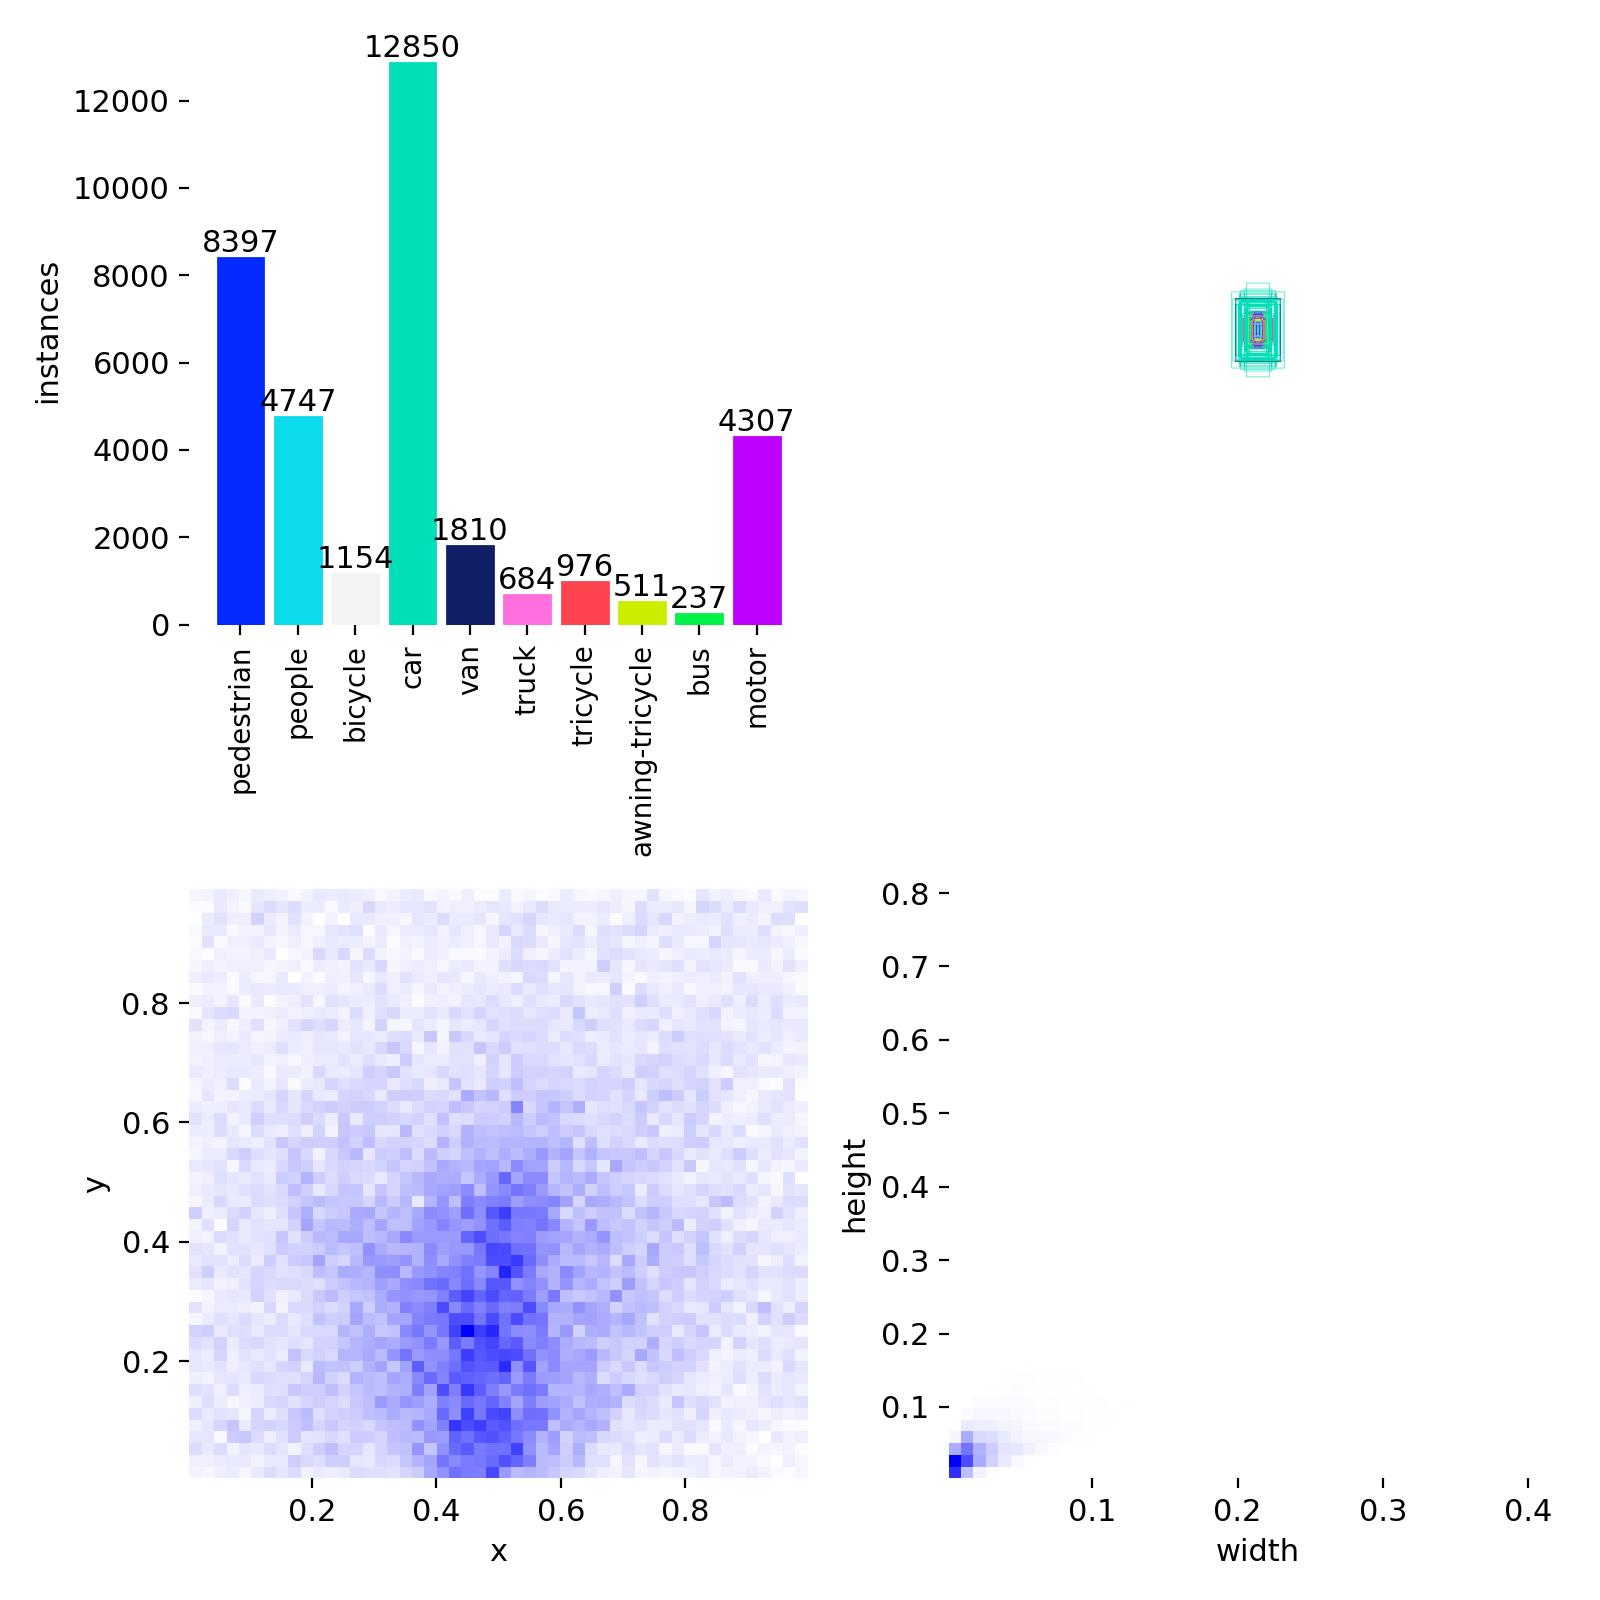 12850
12000
10000
8397
8000
instances
6000
4747
4307
4000
2000
1810
1154
976
684
511
237
0
pedestrian
people
bicycle
car
van
truck
tricycle
awning-tricycle
bus
motor
0.8
0.6
y
0.4
0.2
0.2 0.4 0.6 0.8
x
0.8
0.7
0.6
0.5
height
0.4
0.3
0.2
0.1
0.1 0.2 0.3 0.4
width